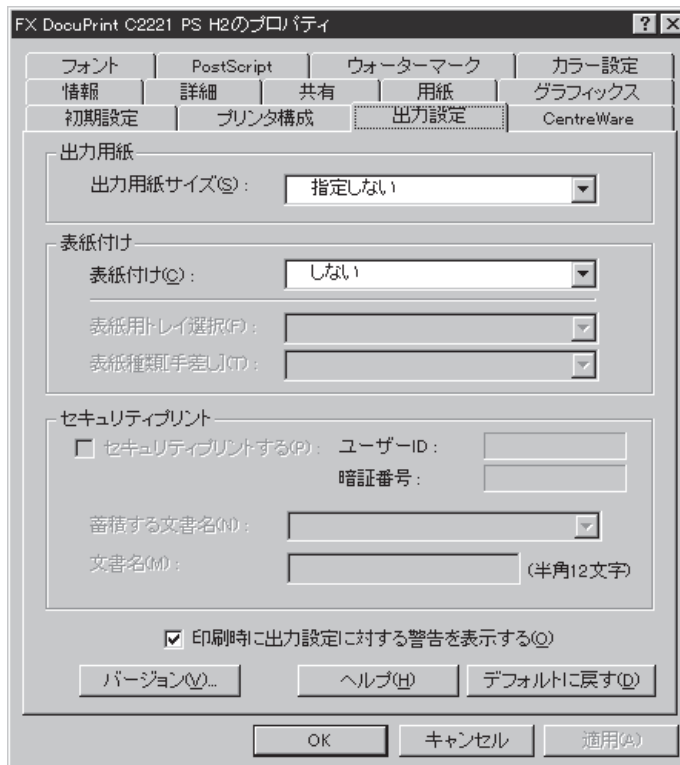 FX DocuPrint C2221 PS H2のプロパティ
フォント PostScript ウォーターマーク カラー設定
情報 詳細 共有 用紙 グラフィックス
初期設定 プリンタ構成 出力設定 CentreWare
出力用紙
出力用紙サイズ(S): 指定しない
表紙付け
表紙付け(C): しない
表紙用トレイ選択(F):
表紙種類[手差し](T):
セキュリティプリント
セキュリティプリントする(P): ユーザーID:
暗証番号:
蓄積する文書名(N):
文書名(M): (半角12文字)
印刷時に出力設定に対する警告を表示する(O)
バージョン(V)... ヘルプ(H) デフォルトに戻す(D)
OK キャンセル 適用(A)